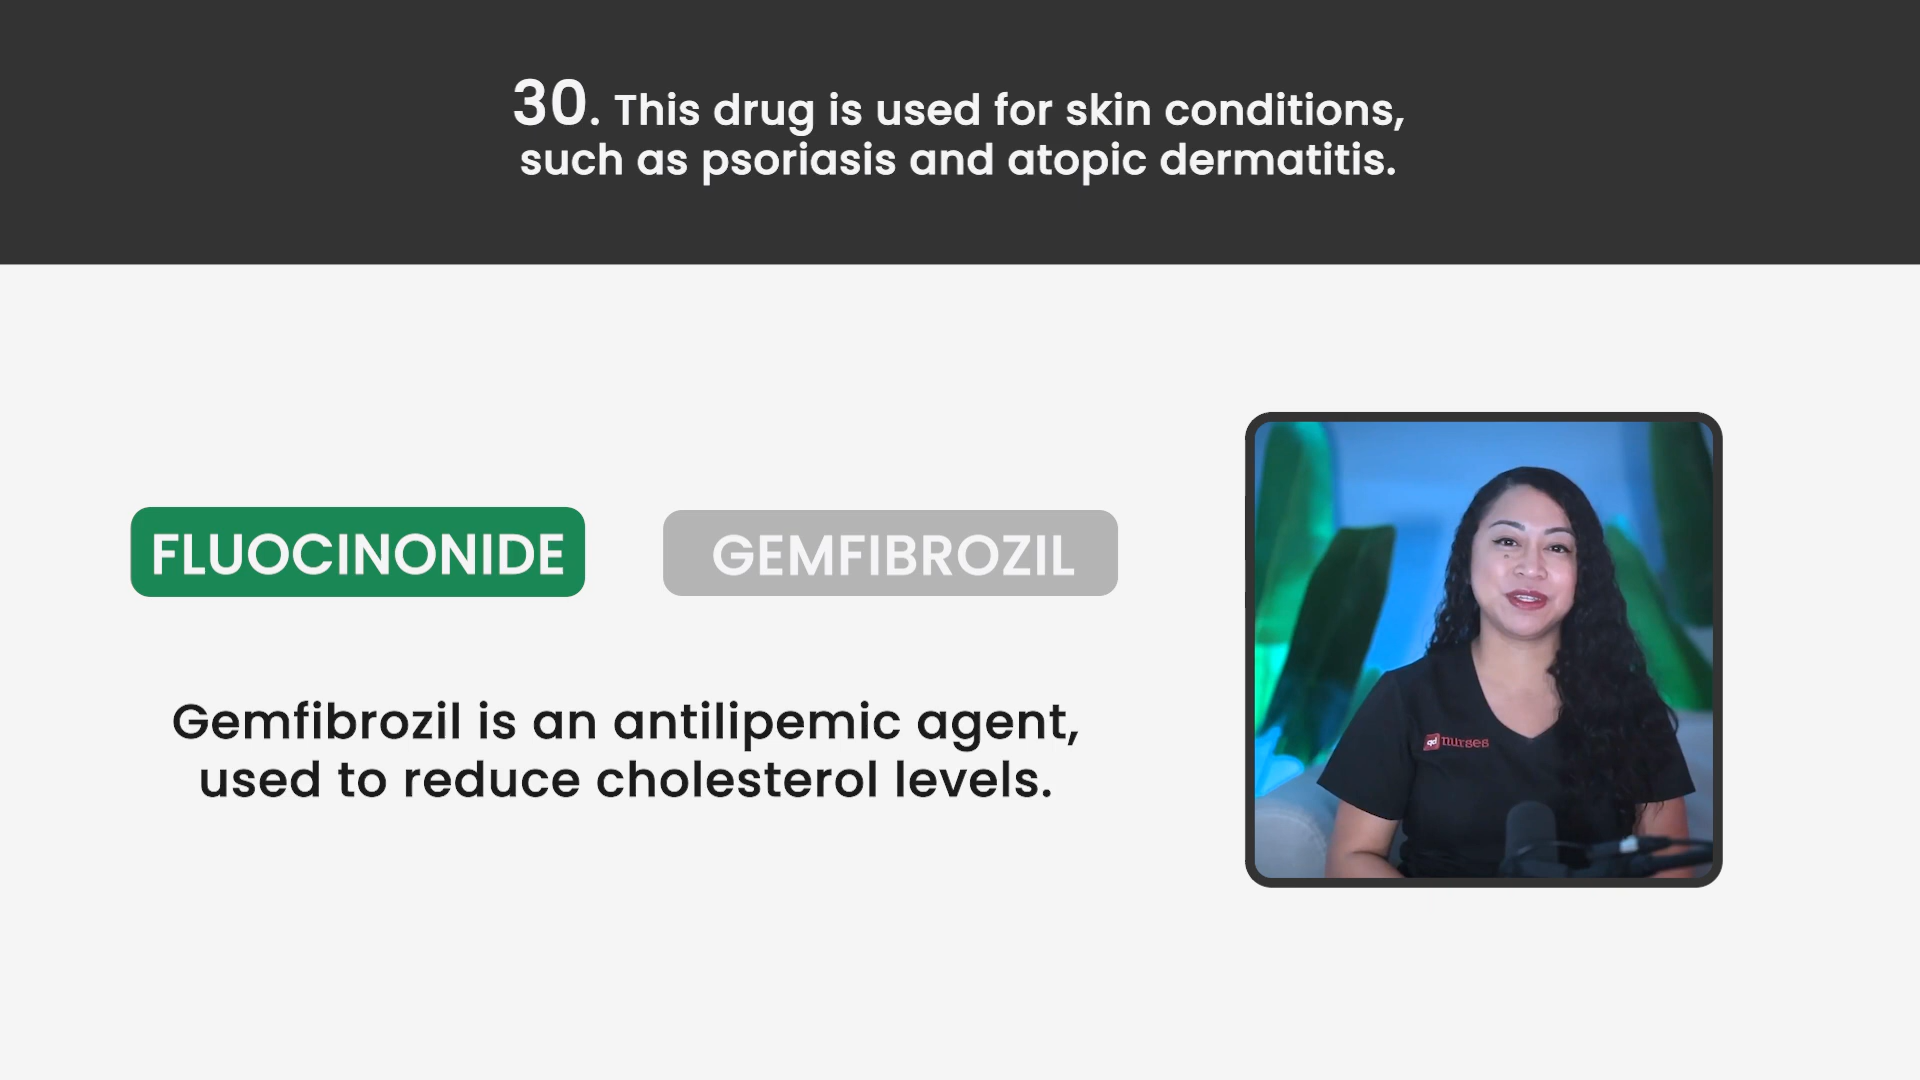 30. This drug is used for skin conditions,
such as psoriasis and atopic dermatitis.
FLUOCINONIDE
GEMFIBROZIL
Gemfibrozil is an antilipemic agent,
used to reduce cholesterol levels.
qd nurses